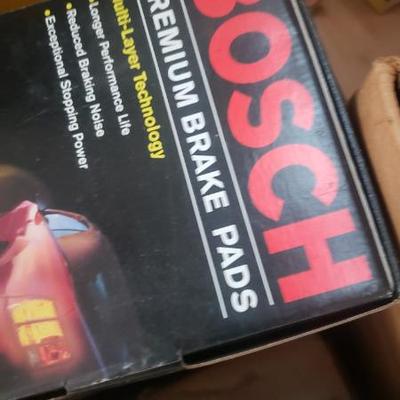 BOSCH
PREMIUM BRAKE PADS
Multi-Layer Technology
• Longer Performance Life
• Reduced Braking Noise
• Exceptional Stopping Power